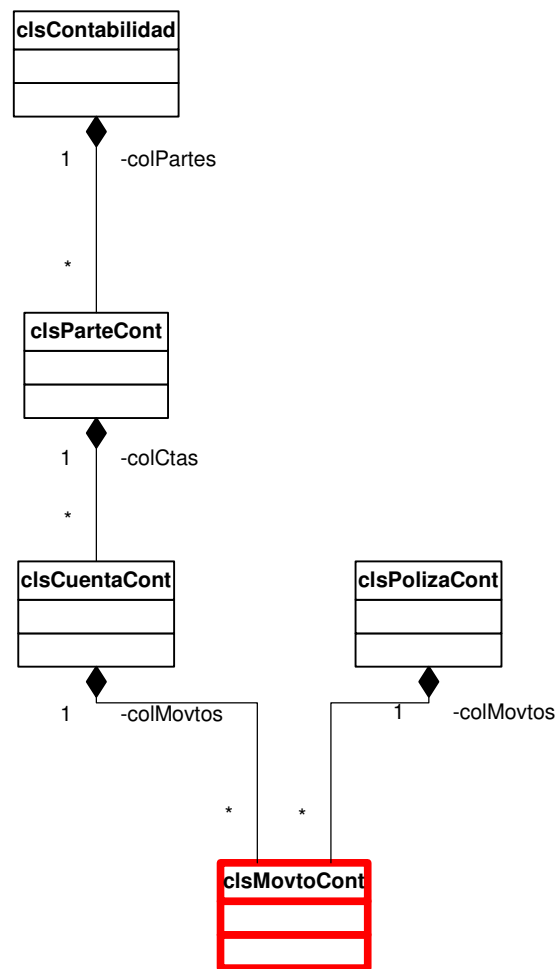 clsContabilidad
1 -colPartes
*
clsParteCont
1 -colCtas
*
clsCuentaCont clsPolizaCont
1 -colMovtos 1 -colMovtos
* *
clsMovtoCont